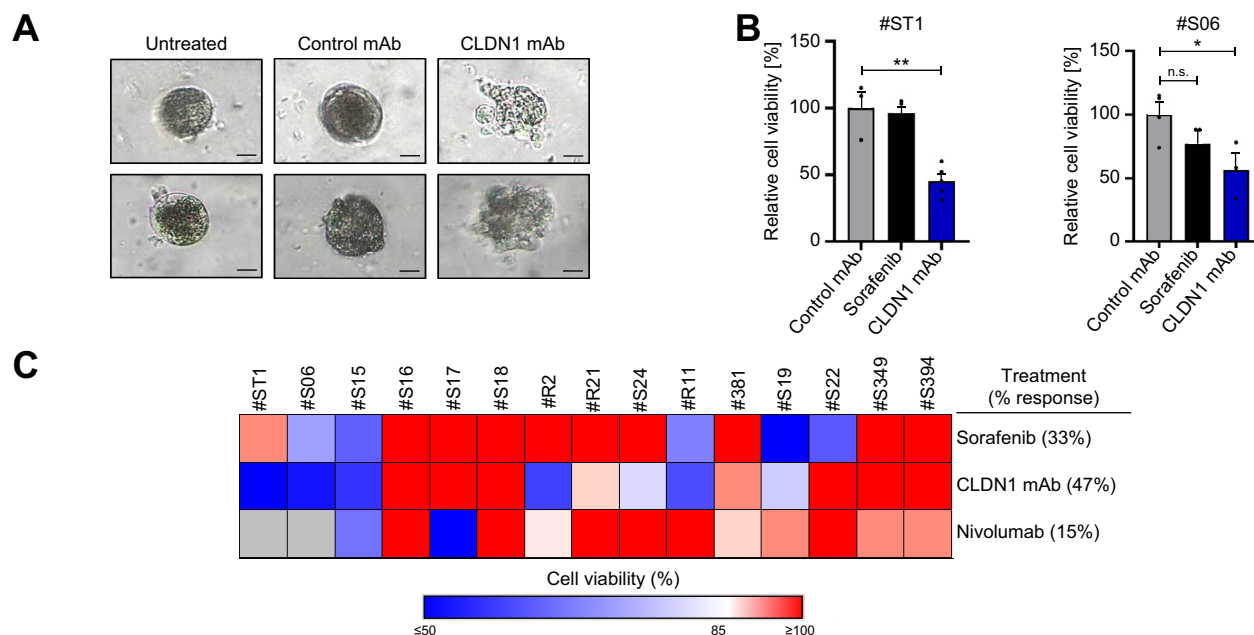 A
Untreated
Control mAb
CLDN1 mAb
B
#ST1
Relative cell viability [%]
150
100
50
0
**
Control mAb
Sorafenib
CLDN1 mAb
#S06
Relative cell viability [%]
150
100
50
0
*
n.s.
Control mAb
Sorafenib
CLDN1 mAb
C
#ST1
#S06
#S15
#S16
#S17
#S18
#R2
#R21
#S24
#R11
#381
#S19
#S22
#S349
#S394
Treatment
(% response)
Sorafenib (33%)
CLDN1 mAb (47%)
Nivolumab (15%)
Cell viability (%)
≤50
85
≥100